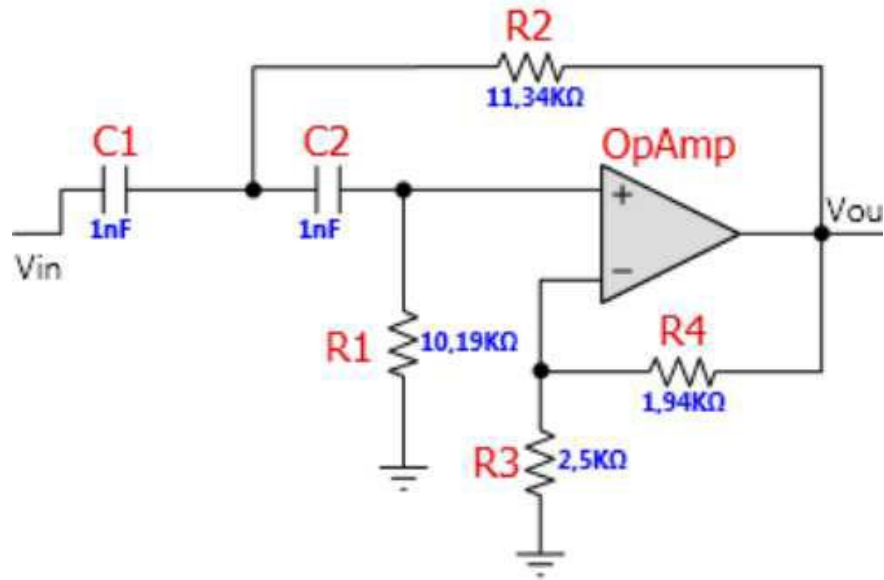 R2
11,34KΩ
C1
C2
OpAmp
1nF
1nF
+
Vou
Vin
−
R1
10,19KΩ
R4
1,94KΩ
R3
2,5KΩ